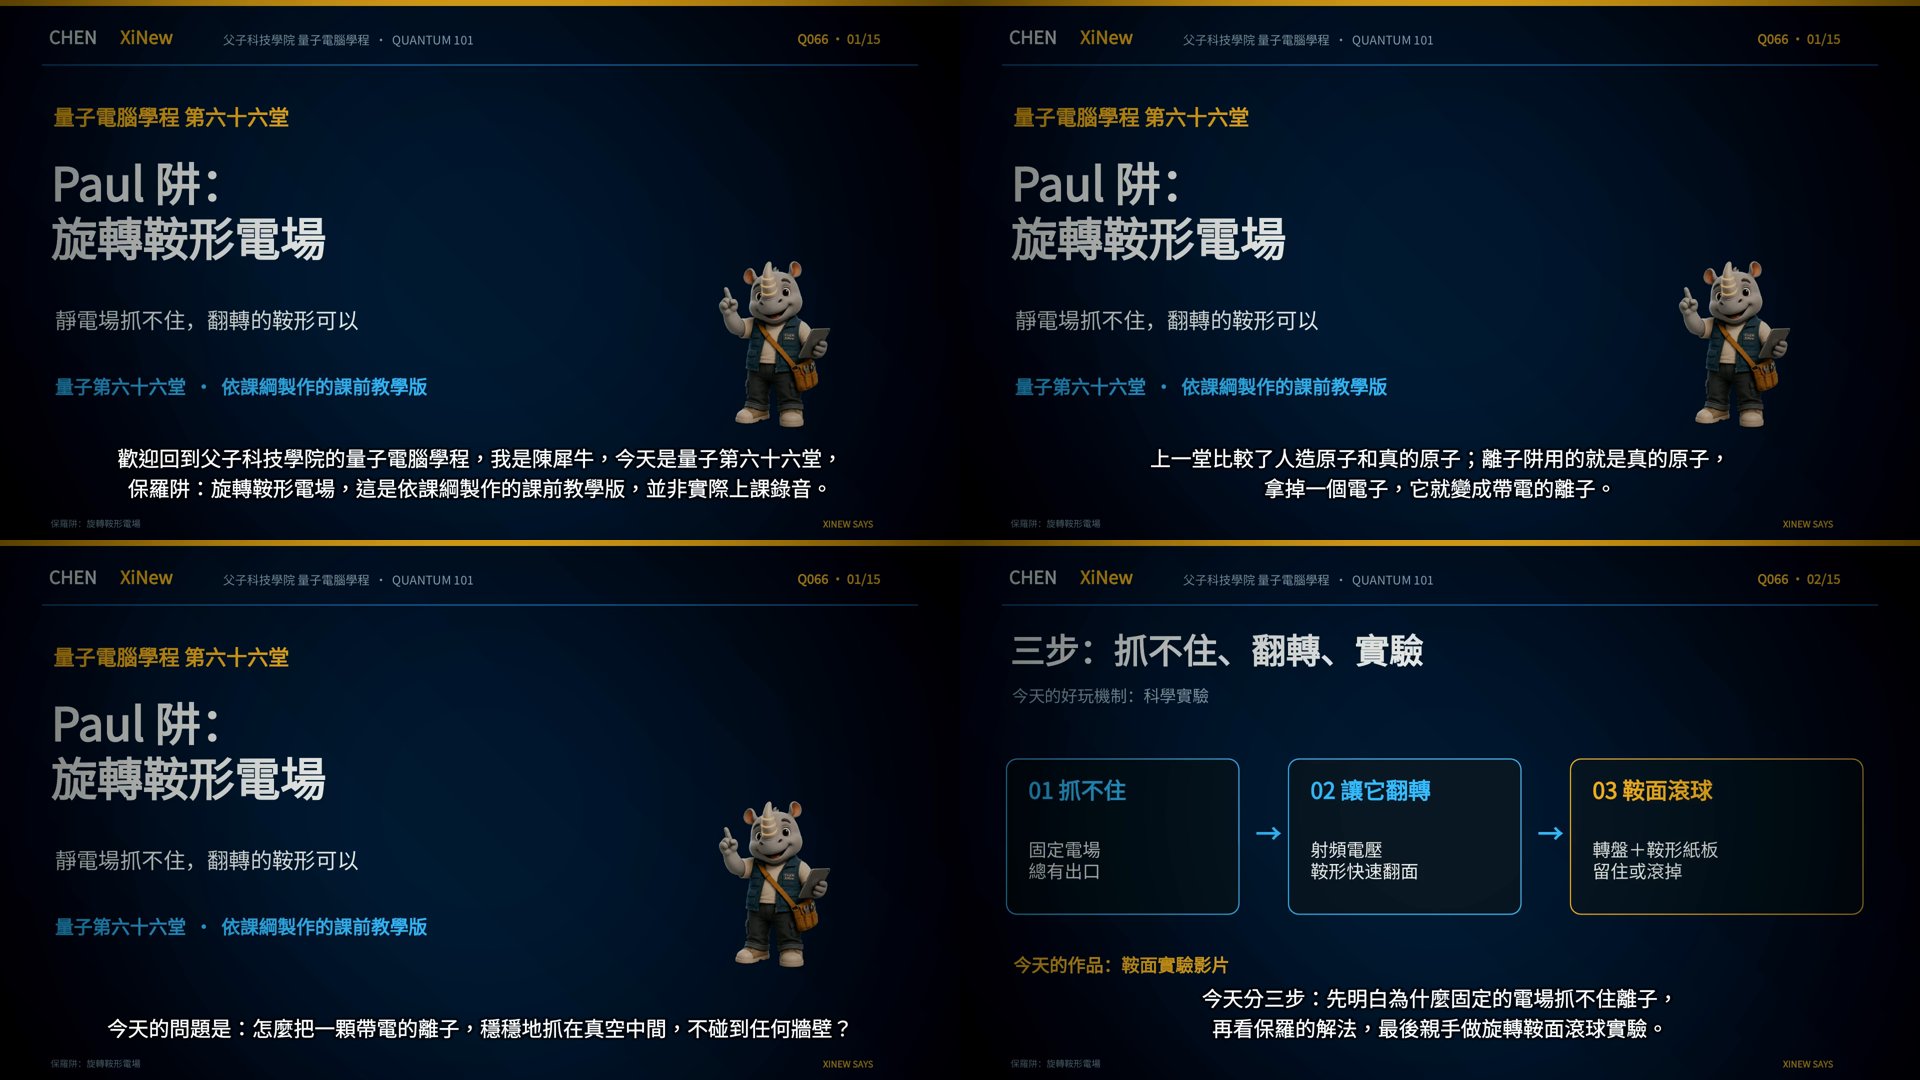 CHEN XiNew 父子科技學院 量子電腦學程 · QUANTUM 101 Q066 · 01/15
量子電腦學程 第六十六堂
Paul 阱：
旋轉鞍形電場
靜電場抓不住，翻轉的鞍形可以
量子第六十六堂 · 依課綱製作的課前教學版
歡迎回到父子科技學院的量子電腦學程，我是陳犀牛，今天是量子第六十六堂，
保羅阱：旋轉鞍形電場，這是依課綱製作的課前教學版，並非實際上課錄音。
保羅阱：旋轉鞍形電場 XINEW SAYS
CHEN XiNew 父子科技學院 量子電腦學程 · QUANTUM 101 Q066 · 01/15
量子電腦學程 第六十六堂
Paul 阱：
旋轉鞍形電場
靜電場抓不住，翻轉的鞍形可以
量子第六十六堂 · 依課綱製作的課前教學版
上一堂比較了人造原子和真的原子；離子阱用的就是真的原子，
拿掉一個電子，它就變成帶電的離子。
保羅阱：旋轉鞍形電場 XINEW SAYS
CHEN XiNew 父子科技學院 量子電腦學程 · QUANTUM 101 Q066 · 01/15
量子電腦學程 第六十六堂
Paul 阱：
旋轉鞍形電場
靜電場抓不住，翻轉的鞍形可以
量子第六十六堂 · 依課綱製作的課前教學版
今天的問題是：怎麼把一顆帶電的離子，穩穩地抓在真空中間，不碰到任何牆壁？
保羅阱：旋轉鞍形電場 XINEW SAYS
CHEN XiNew 父子科技學院 量子電腦學程 · QUANTUM 101 Q066 · 02/15
三步：抓不住、翻轉、實驗
今天的好玩機制：科學實驗
01 抓不住
固定電場
總有出口
→
02 讓它翻轉
射頻電壓
鞍形快速翻面
→
03 鞍面滾球
轉盤＋鞍形紙板
留住或滾掉
今天的作品：鞍面實驗影片
今天分三步：先明白為什麼固定的電場抓不住離子，
再看保羅的解法，最後親手做旋轉鞍面滾球實驗。
保羅阱：旋轉鞍形電場 XINEW SAYS